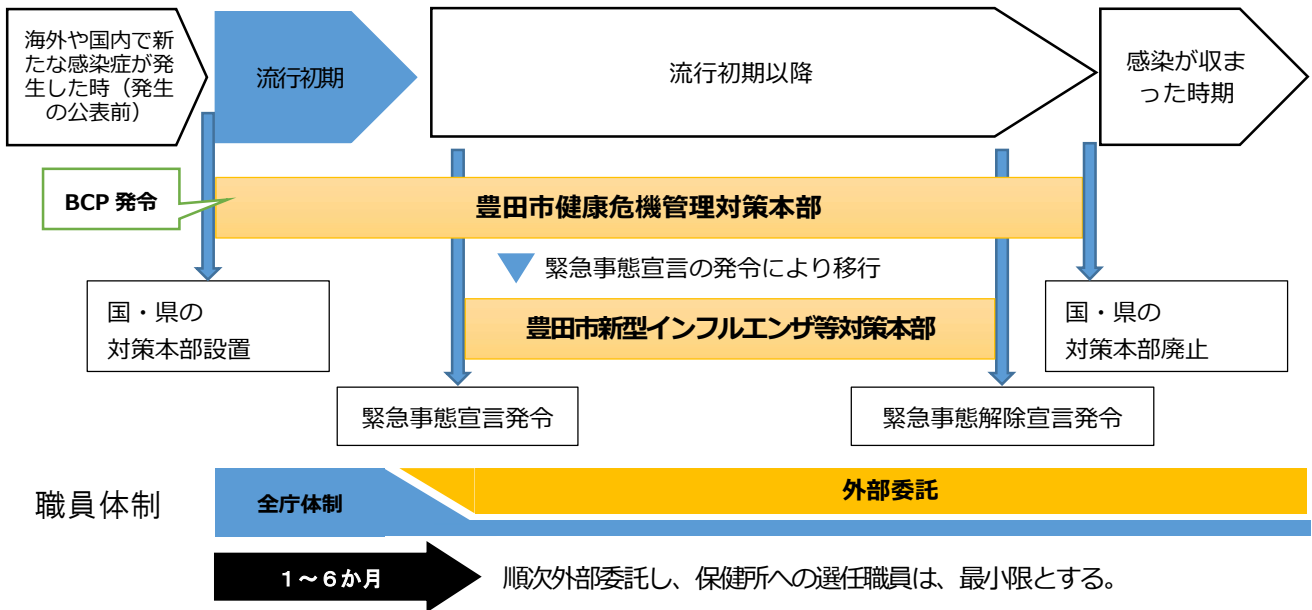 海外や国内で新
たな感染症が発
生した時（発生
の公表前）
流行初期
流行初期以降
感染が収ま
った時期
BCP 発令
豊田市健康危機管理対策本部
緊急事態宣言の発令により移行
国・県の
対策本部設置
豊田市新型インフルエンザ等対策本部
国・県の
対策本部廃止
緊急事態宣言発令
緊急事態解除宣言発令
職員体制
全庁体制
外部委託
１～６か月
順次外部委託し、保健所への選任職員は、最小限とする。